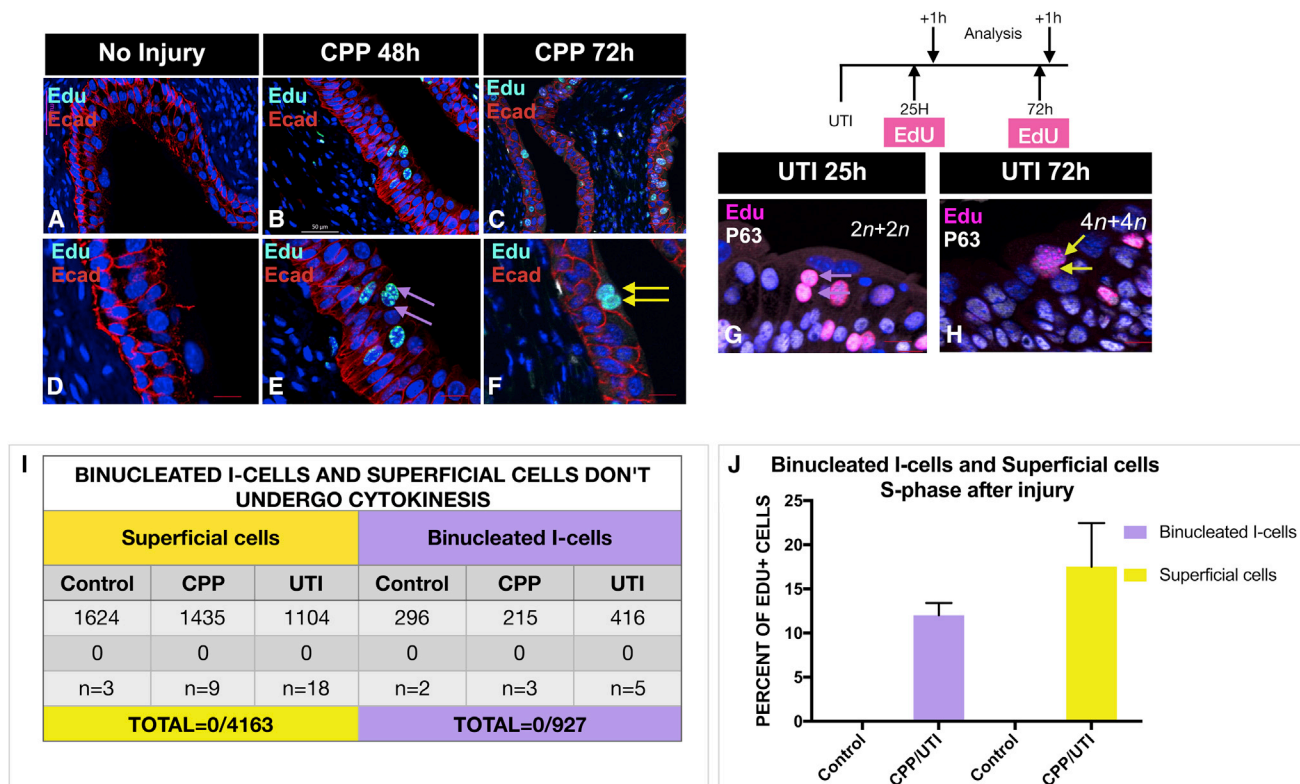 No Injury
CPP 48h
CPP 72h
Edu
Ecad
A
Edu
Ecad
B
50 µm
Edu
Ecad
C
Edu
Ecad
D
Edu
Ecad
E
Edu
Ecad
F
+1h
Analysis
+1h
UTI
25H
EdU
72h
EdU
UTI 25h
UTI 72h
Edu
P63
2n+2n
G
Edu
P63
4n+4n
H
I
BINUCLEATED I-CELLS AND SUPERFICIAL CELLS DON'T
UNDERGO CYTOKINESIS
Superficial cells Binucleated I-cells
Control CPP UTI Control CPP UTI
1624 1435 1104 296 215 416
0 0 0 0 0 0
n=3 n=9 n=18 n=2 n=3 n=5
TOTAL=0/4163 TOTAL=0/927
J
Binucleated I-cells and Superficial cells
S-phase after injury
PERCENT OF EDU+ CELLS
25
20
15
10
5
0
Control
CPP/UTI
Control
CPP/UTI
Binucleated I-cells
Superficial cells